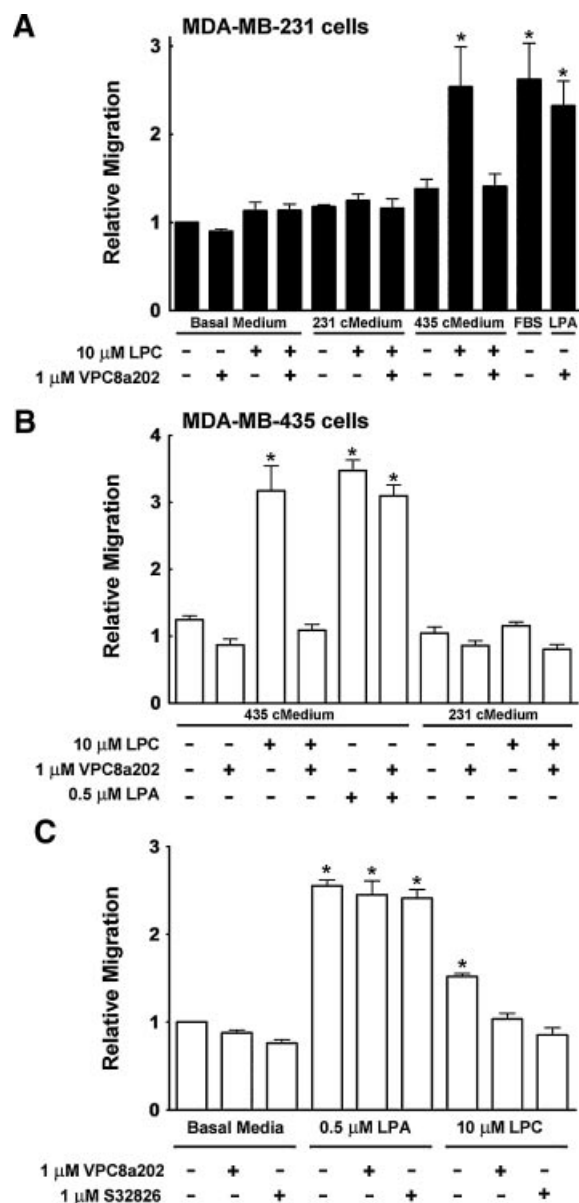 A
MDA-MB-231 cells
Relative Migration
3
2
1
0
* * *
Basal Medium 231 cMedium 435 cMedium FBS LPA
10 μM LPC - - + + - + + - + + - -
1 μM VPC8a202 - + - + - - + - - + - +
B
MDA-MB-435 cells
Relative Migration
4
3
2
1
0
* * *
435 cMedium 231 cMedium
10 μM LPC - - + + - - - - + +
1 μM VPC8a202 - + - + - + - + - +
0.5 μM LPA - - - - + + - - - -
C
Relative Migration
3
2
1
0
* * * *
Basal Media 0.5 μM LPA 10 μM LPC
1 μM VPC8a202 - + - - + - - + -
1 μM S32826 - - + - - + - - +